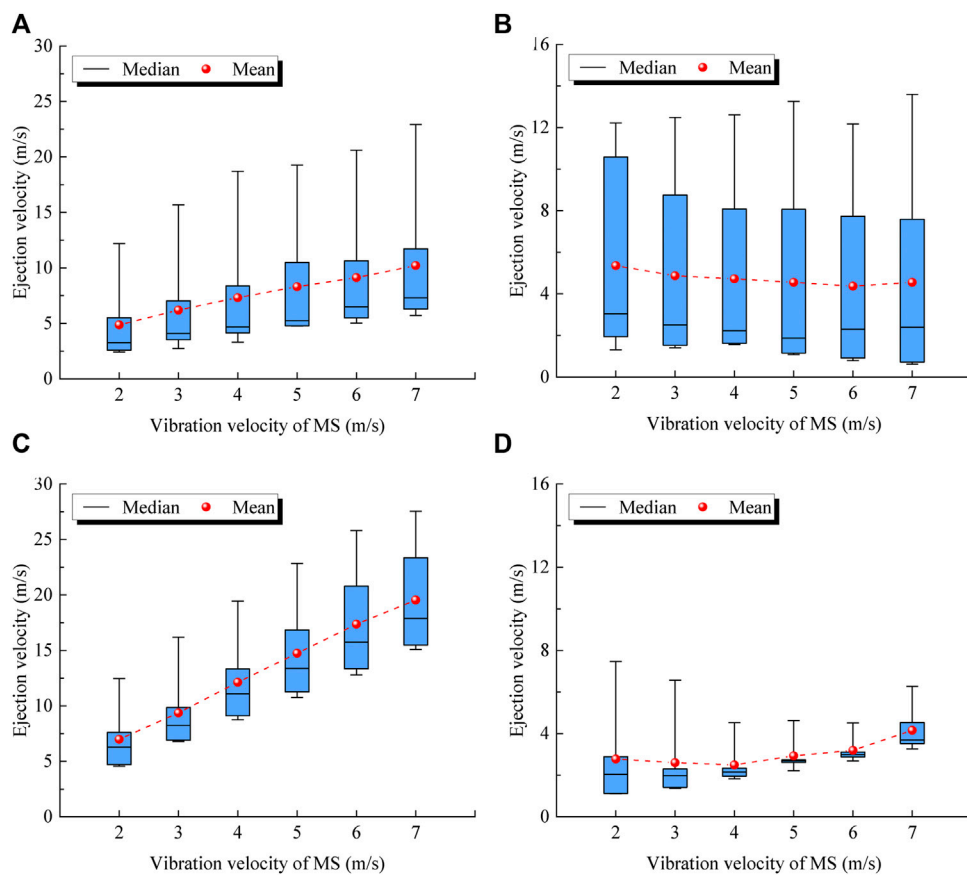 A
30
25
20
15
10
5
0
Median Mean
Ejection velocity (m/s)
2 3 4 5 6 7
Vibration velocity of MS (m/s)
B
16
12
8
4
0
Median Mean
Ejection velocity (m/s)
2 3 4 5 6 7
Vibration velocity of MS (m/s)
C
30
25
20
15
10
5
0
Median Mean
Ejection velocity (m/s)
2 3 4 5 6 7
Vibration velocity of MS (m/s)
D
16
12
8
4
0
Median Mean
Ejection velocity (m/s)
2 3 4 5 6 7
Vibration velocity of MS (m/s)